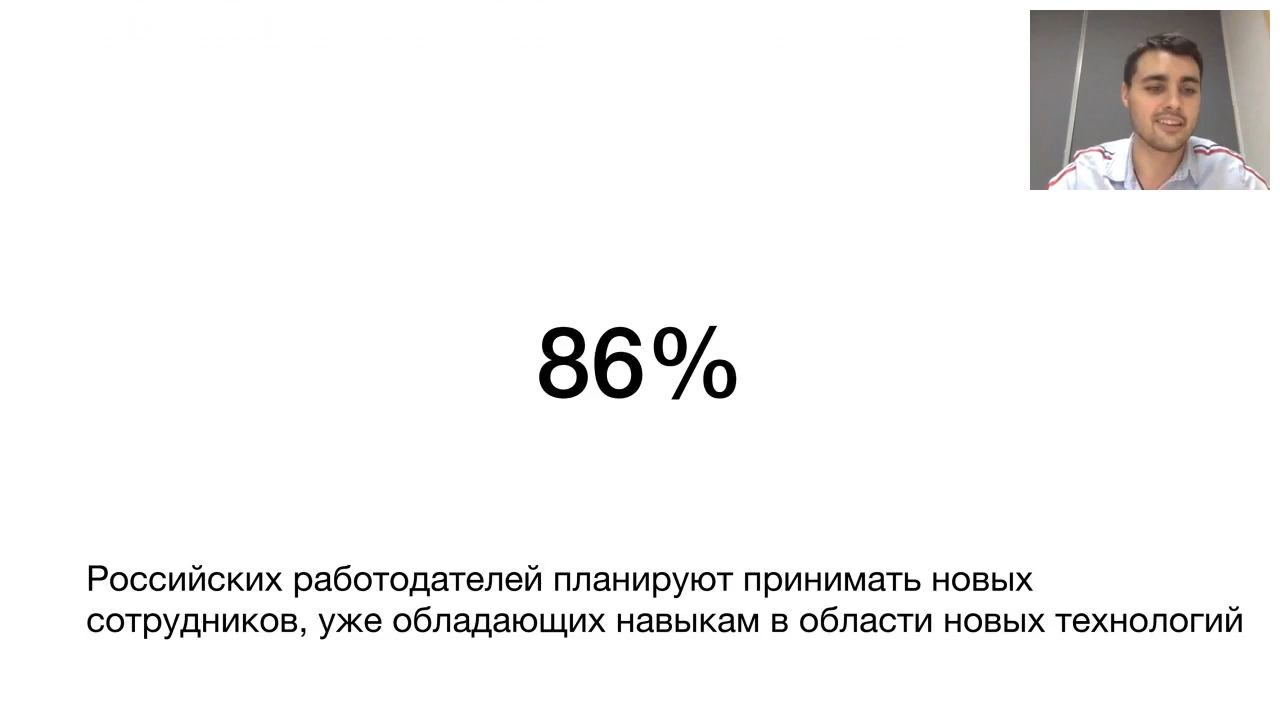 86%
Российских работодателей планируют принимать новых
сотрудников, уже обладающих навыкам в области новых технологий